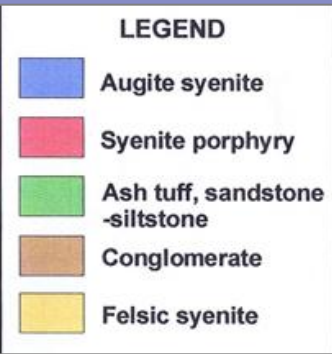 LEGEND
Augite syenite
Syenite porphyry
Ash tuff, sandstone
-siltstone
Conglomerate
Felsic syenite